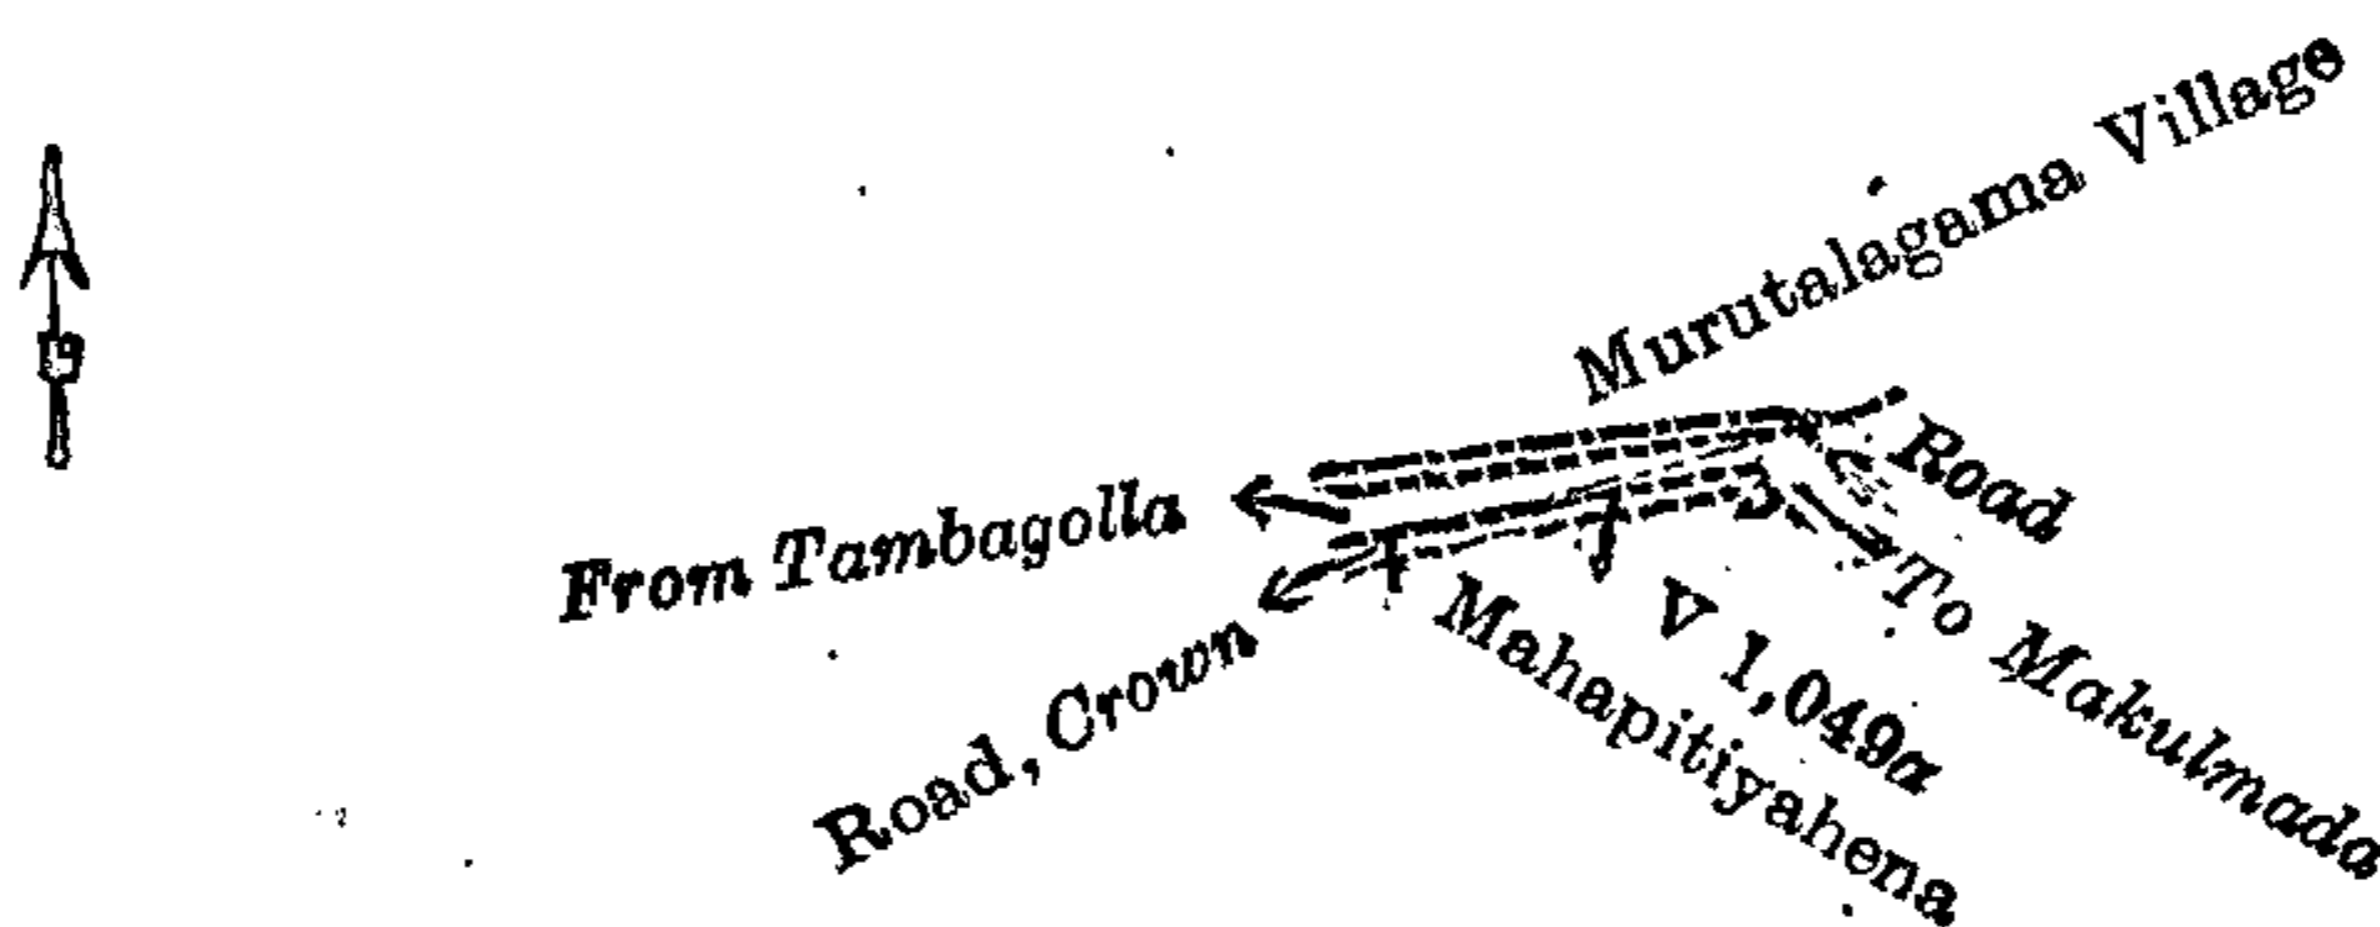 Murutalagama Village
Road
From Tambagolla
To Makulmada
Road, Crown
V 1,049a
Mahapitiyahena